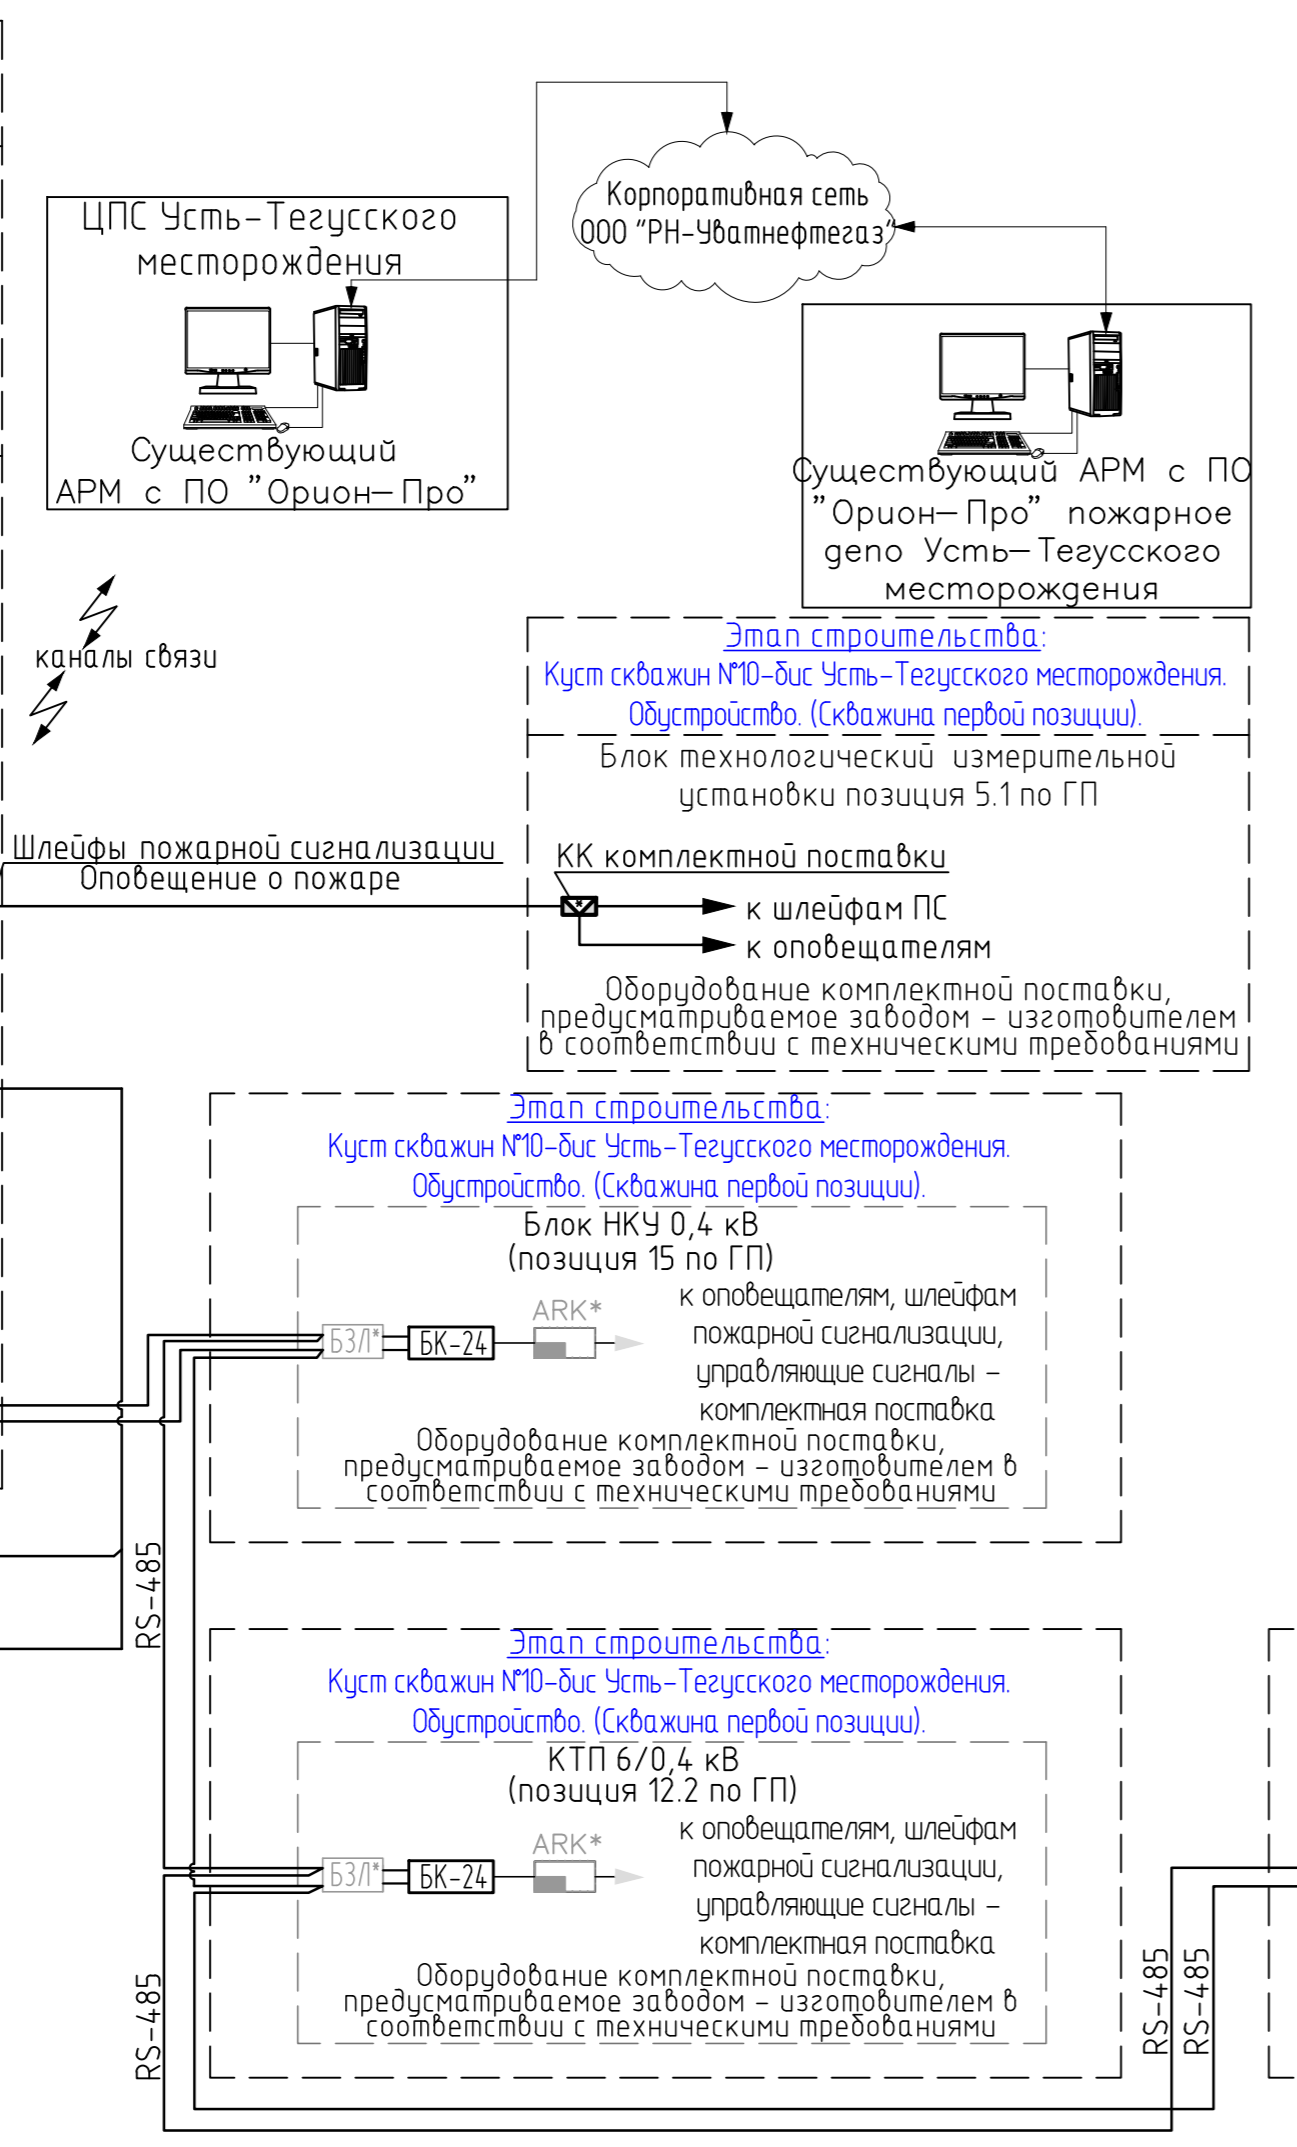 Корпоративная сеть
ООО "РН-Уватнефтегаз"
ЦПС Усть-Тегусского
месторождения
Существующий
АРМ с ПО "Орион-Про"
Существующий АРМ с ПО
"Орион-Про" пожарное
депо Усть-Тегусского
месторождения
каналы связи
Этап строительства:
Куст скважин №10-бис Усть-Тегусского месторождения.
Обустройство. (Скважина первой позиции).
Блок технологический измерительной
установки позиция 5.1 по ГП
Шлейфы пожарной сигнализации
Оповещение о пожаре
КК комплектной поставки
*
к шлейфам ПС
к оповещателям
Оборудование комплектной поставки,
предусматриваемое заводом - изготовителем
в соответствии с техническими требованиями
Этап строительства:
Куст скважин №10-бис Усть-Тегусского месторождения.
Обустройство. (Скважина первой позиции).
Блок НКУ 0,4 кВ
(позиция 15 по ГП)
БЗЛ*
БК-24
ARK*
к оповещателям, шлейфам
пожарной сигнализации,
управляющие сигналы -
комплектная поставка
Оборудование комплектной поставки,
предусматриваемое заводом - изготовителем в
соответствии с техническими требованиями
RS-485
Этап строительства:
Куст скважин №10-бис Усть-Тегусского месторождения.
Обустройство. (Скважина первой позиции).
КТП 6/0,4 кВ
(позиция 12.2 по ГП)
БЗЛ*
БК-24
ARK*
к оповещателям, шлейфам
пожарной сигнализации,
управляющие сигналы -
комплектная поставка
Оборудование комплектной поставки,
предусматриваемое заводом - изготовителем в
соответствии с техническими требованиями
RS-485
RS-485
RS-485